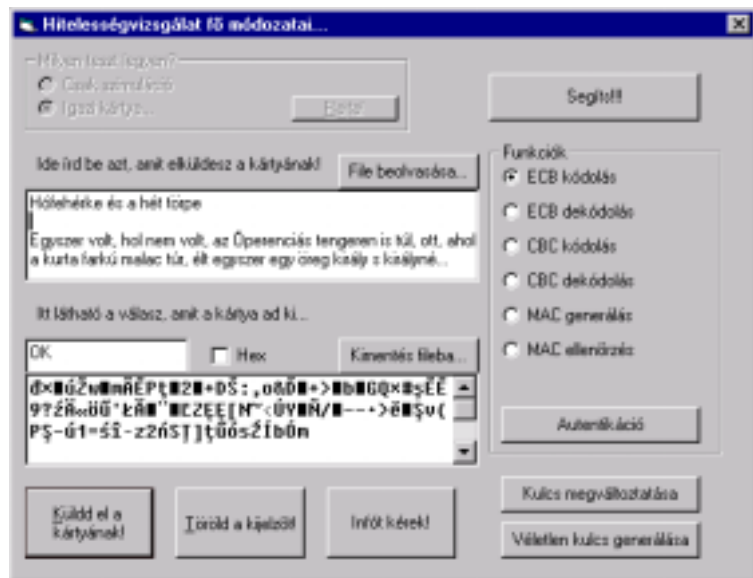 Hitelességvizsgálat fő módozatai...
Milyen teszt legyen?
Csak szimuláció
Igazi kártya...
Segíts!!!
Ide írd be azt, amit elküldesz a kártyának!
File beolvasása...
Hófehérke és a hét törpe
Egyszer volt, hol nem volt, az Óperenciás tengeren is túl, ott, ahol
a kurta farkú malac túr, élt egyszer egy öreg király s királyné...
Funkciók
ECB kódolás
ECB dekódolás
CBC kódolás
CBC dekódolás
MAC generálás
MAC ellenőrzés
Itt látható a válasz, amit a kártya ad ki...
OK
Hex
Kimentés fileba...
Autentikáció
Küldd el a
kártyának!
Töröld a kijelzőt!
Infót kérek!
Kulcs megváltoztatása
Véletlen kulcs generálása